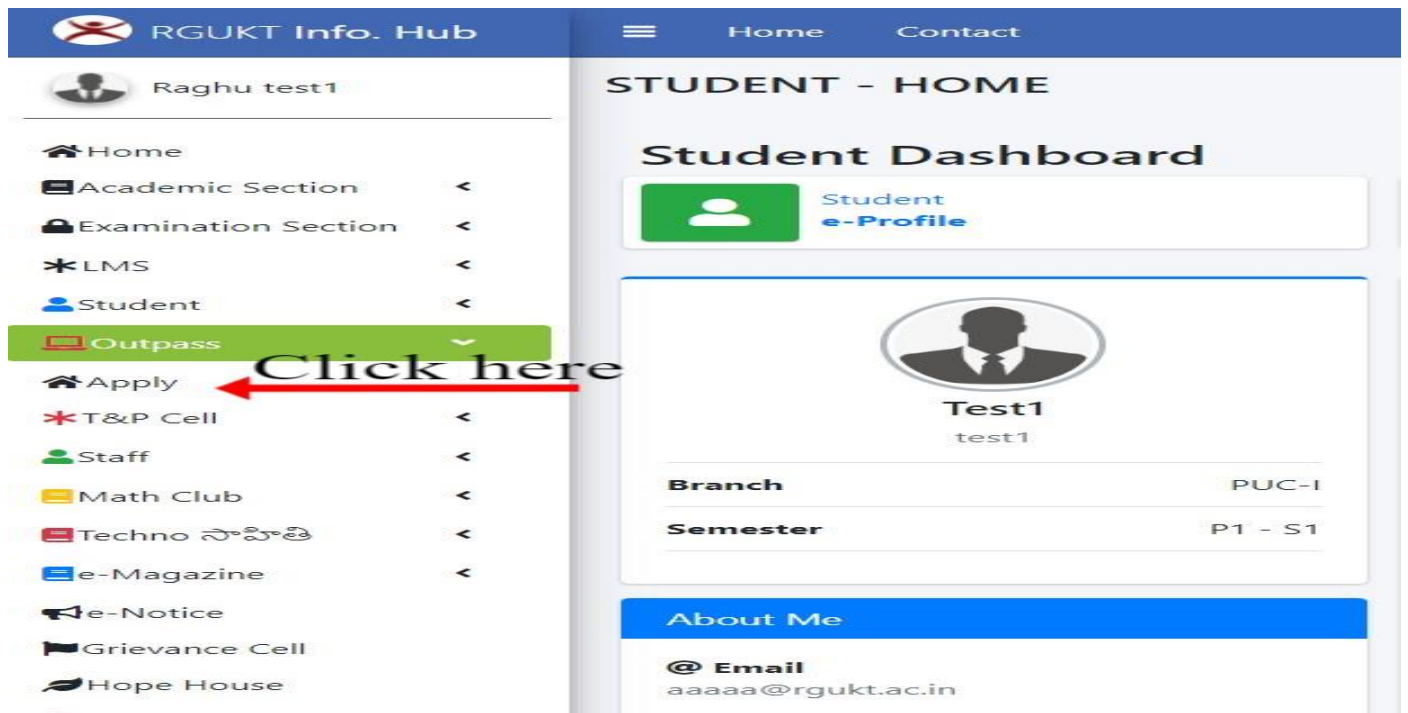 RGUKT Info. Hub
Home
Contact
Raghu test1
Home
Academic Section
Examination Section
LMS
Student
Outpass
Apply
Click here
T&P Cell
Staff
Math Club
Techno సాహితి
e-Magazine
e-Notice
Grievance Cell
Hope House
STUDENT - HOME
Student Dashboard
Student
e-Profile
Test1
test1
Branch PUC-I
Semester P1 - S1
About Me
@ Email
aaaaa@rgukt.ac.in